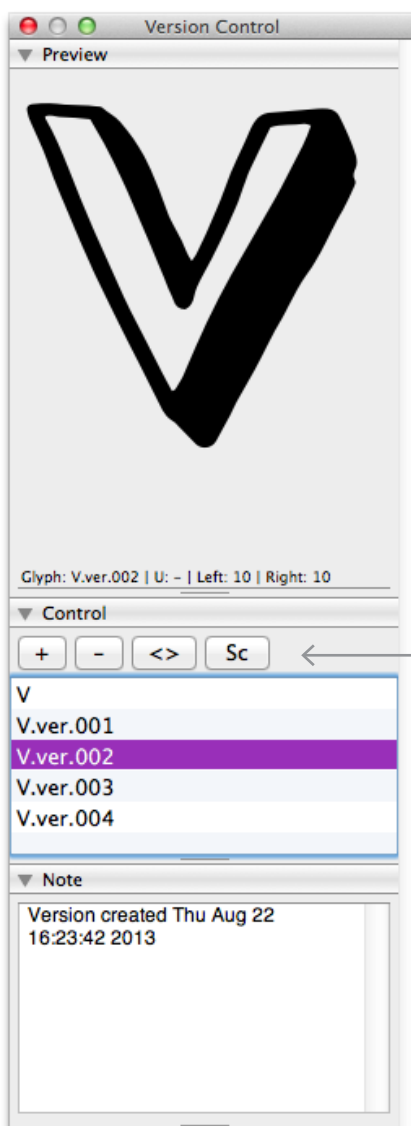 Version Control
Preview
Glyph: V.ver.002 | U: – | Left: 10 | Right: 10
Control
+ – <> Sc
V
V.ver.001
V.ver.002
V.ver.003
V.ver.004
Note
Version created Thu Aug 22
16:23:42 2013